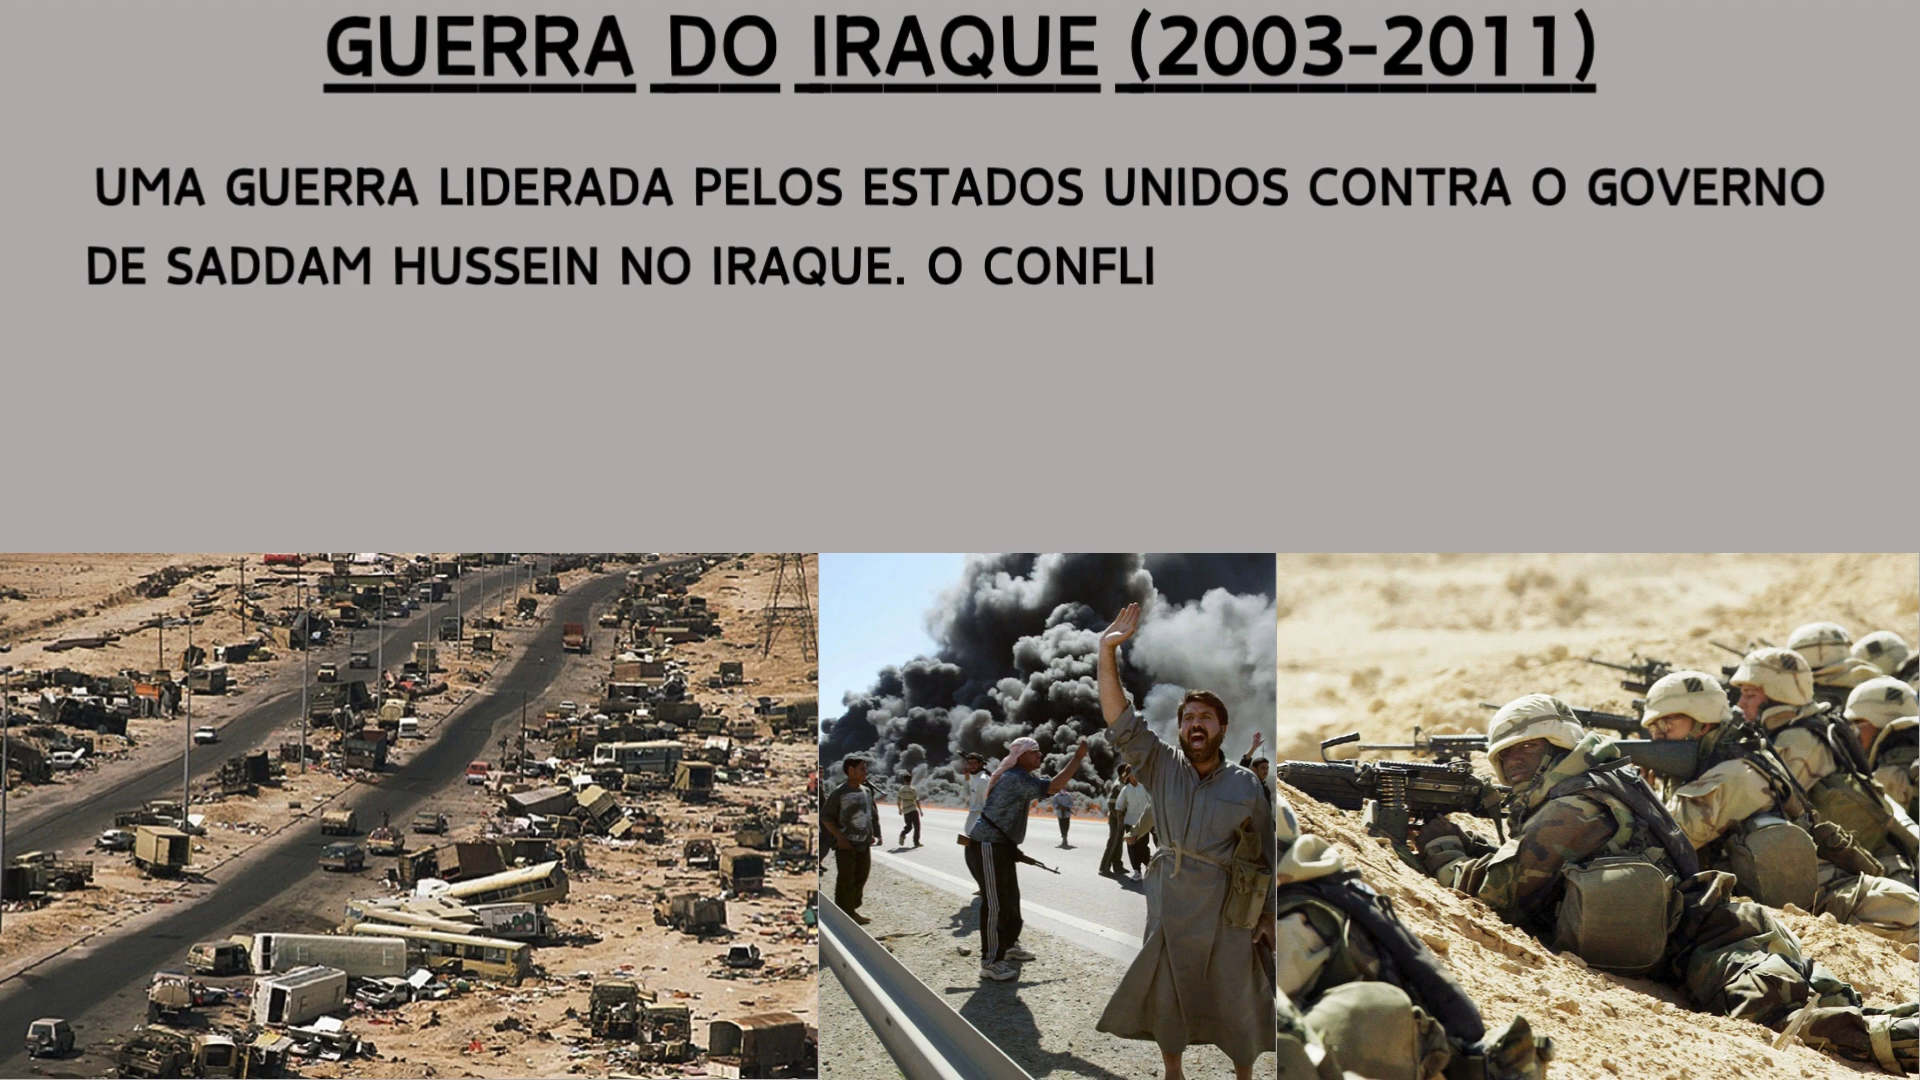 GUERRA DO IRAQUE (2003-2011)
UMA GUERRA LIDERADA PELOS ESTADOS UNIDOS CONTRA O GOVERNO
DE SADDAM HUSSEIN NO IRAQUE. O CONFLI